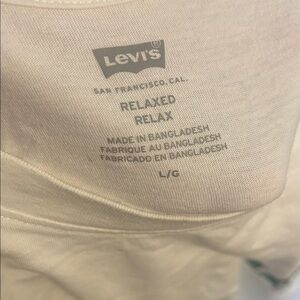 Levi's
SAN FRANCISCO, CAL.
RELAXED
RELAX
MADE IN BANGLADESH
FABRIQUE AU BANGLADESH
FABRICADO EN BANGLADESH
L/G